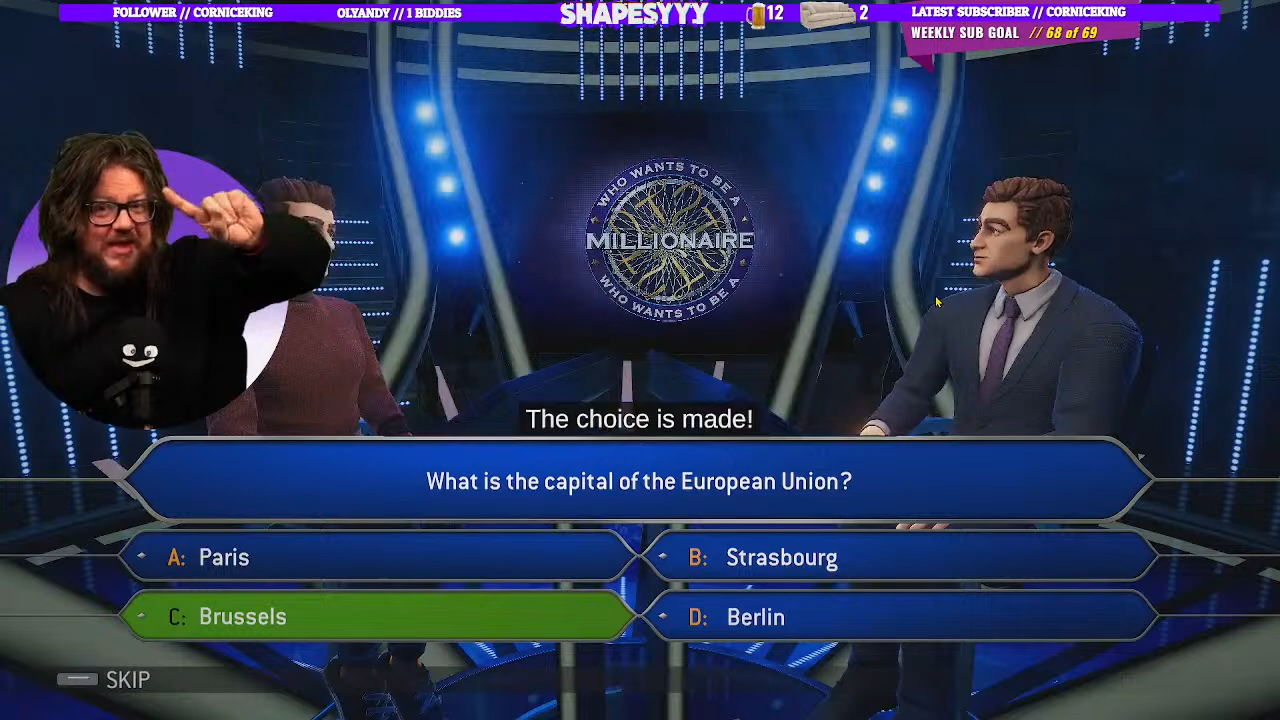 FOLLOWER // CORNICEKING
OLYANDY // 1 BIDDIES
SHAPESYYY
12
2
LATEST SUBSCRIBER // CORNICEKING
WEEKLY SUB GOAL // 68 of 69
WHO WANTS TO BE A
MILLIONAIRE
WHO WANTS TO BE A
The choice is made!
What is the capital of the European Union?
A: Paris
B: Strasbourg
C: Brussels
D: Berlin
SKIP